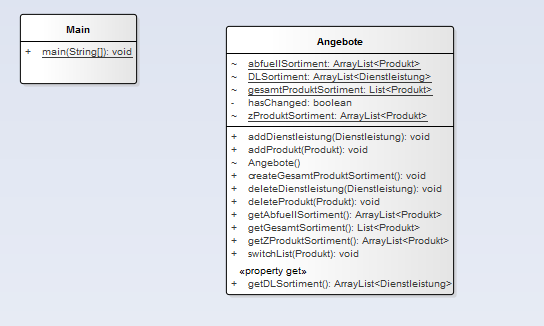 Main
+ main(String[]): void
Angebote
~ abfuellSortiment: ArrayList<Produkt>
~ DLSortiment: ArrayList<Dienstleistung>
~ gesamtProduktSortiment: List<Produkt>
- hasChanged: boolean
~ zProduktSortiment: ArrayList<Produkt>
+ addDienstleistung(Dienstleistung): void
+ addProdukt(Produkt): void
~ Angebote()
+ createGesamtProduktSortiment(): void
+ deleteDienstleistung(Dienstleistung): void
+ deleteProdukt(Produkt): void
+ getAbfuellSortiment(): ArrayList<Produkt>
+ getGesamtSortiment(): List<Produkt>
+ getZProduktSortiment(): ArrayList<Produkt>
+ switchList(Produkt): void
«property get»
+ getDLSortiment(): ArrayList<Dienstleistung>